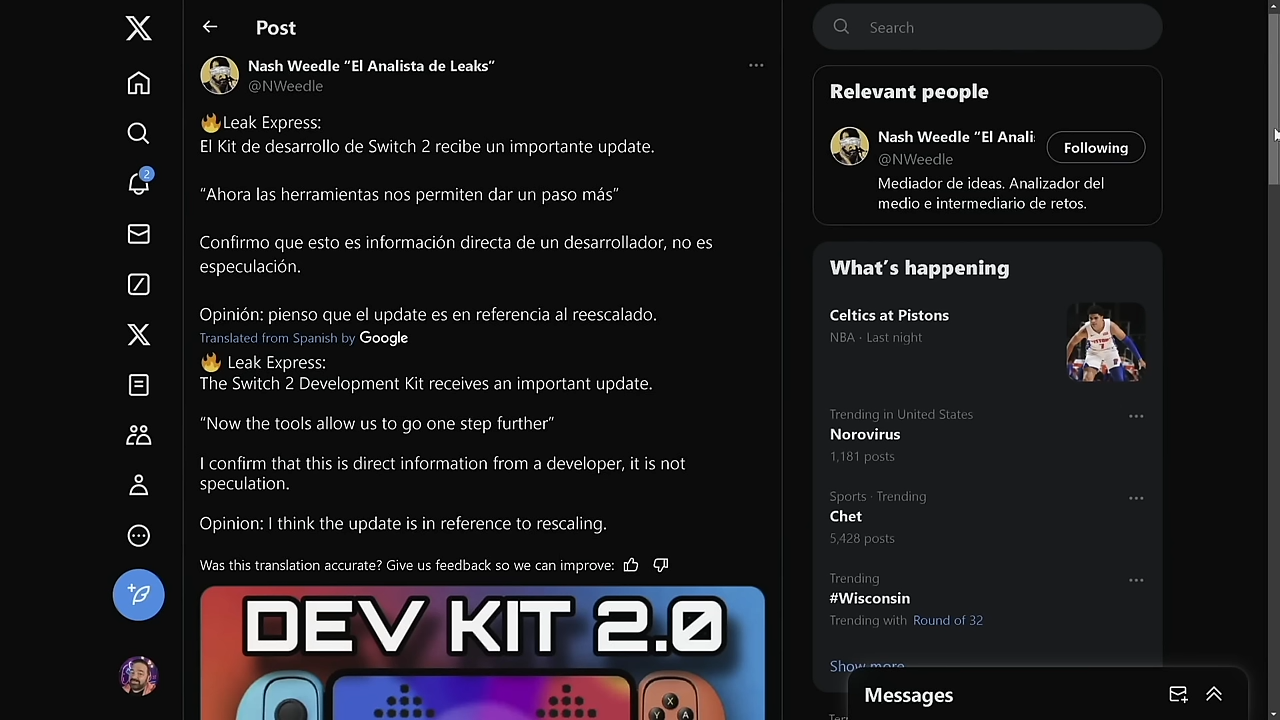 Post
Nash Weedle “El Analista de Leaks”
@NWeedle
🔥Leak Express:
El Kit de desarrollo de Switch 2 recibe un importante update.
“Ahora las herramientas nos permiten dar un paso más”
Confirmo que esto es información directa de un desarrollador, no es
especulación.
Opinión: pienso que el update es en referencia al reescalado.
Translated from Spanish by Google
🔥 Leak Express:
The Switch 2 Development Kit receives an important update.
“Now the tools allow us to go one step further”
I confirm that this is direct information from a developer, it is not
speculation.
Opinion: I think the update is in reference to rescaling.
Was this translation accurate? Give us feedback so we can improve:
DEV KIT 2.0
X
Y
A
2
Search
Relevant people
Nash Weedle “El Anali
@NWeedle
Following
Mediador de ideas. Analizador del
medio e intermediario de retos.
What’s happening
Celtics at Pistons
NBA · Last night
Trending in United States
Norovirus
1,181 posts
Sports · Trending
Chet
5,428 posts
Trending
#Wisconsin
Trending with Round of 32
Show more
Messages